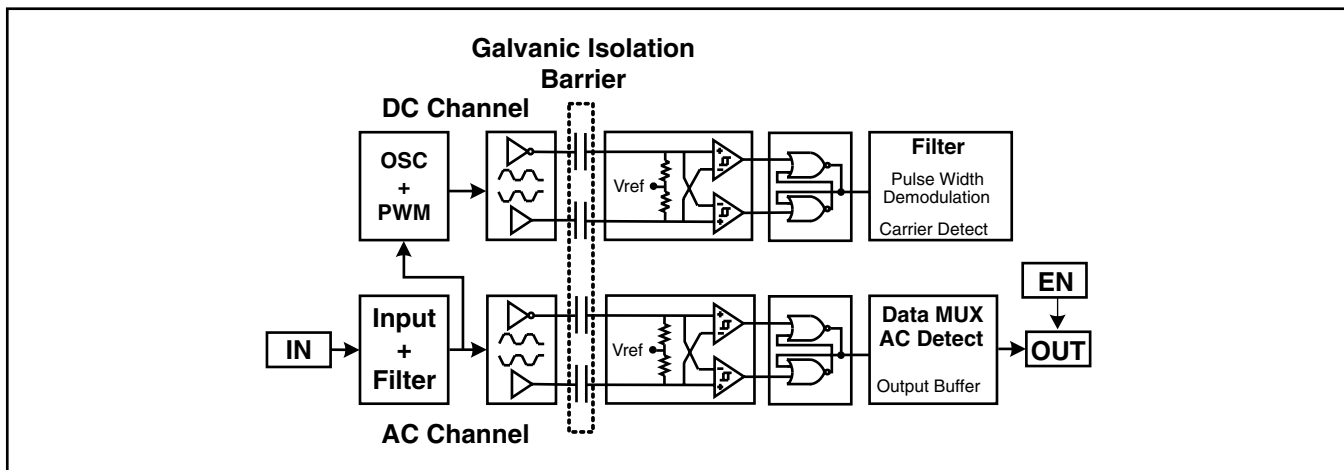 Galvanic Isolation
Barrier
DC Channel
OSC
+
PWM
Vref
+
-
-
+
Filter
Pulse Width
Demodulation
Carrier Detect
IN
Input
+
Filter
Vref
+
-
-
+
Data MUX
AC Detect
Output Buffer
EN
OUT
AC Channel